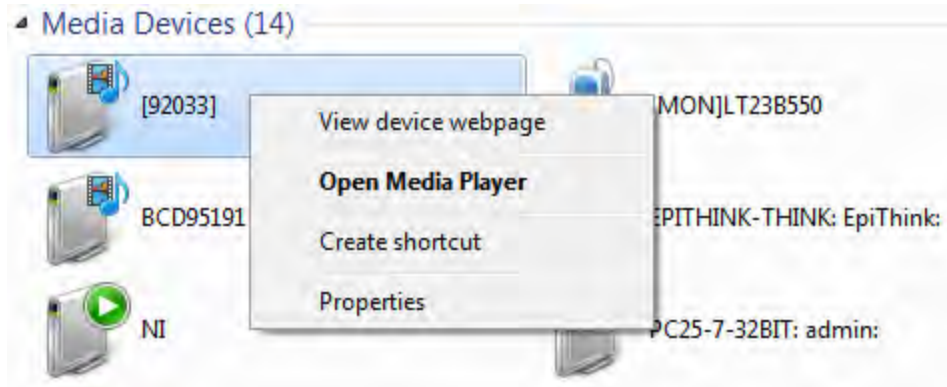 Media Devices (14)
[92033]
MON]LT23B550
View device webpage
Open Media Player
BCD95191
EPITHINK-THINK: EpiThink:
Create shortcut
Properties
NI
PC25-7-32BIT: admin: